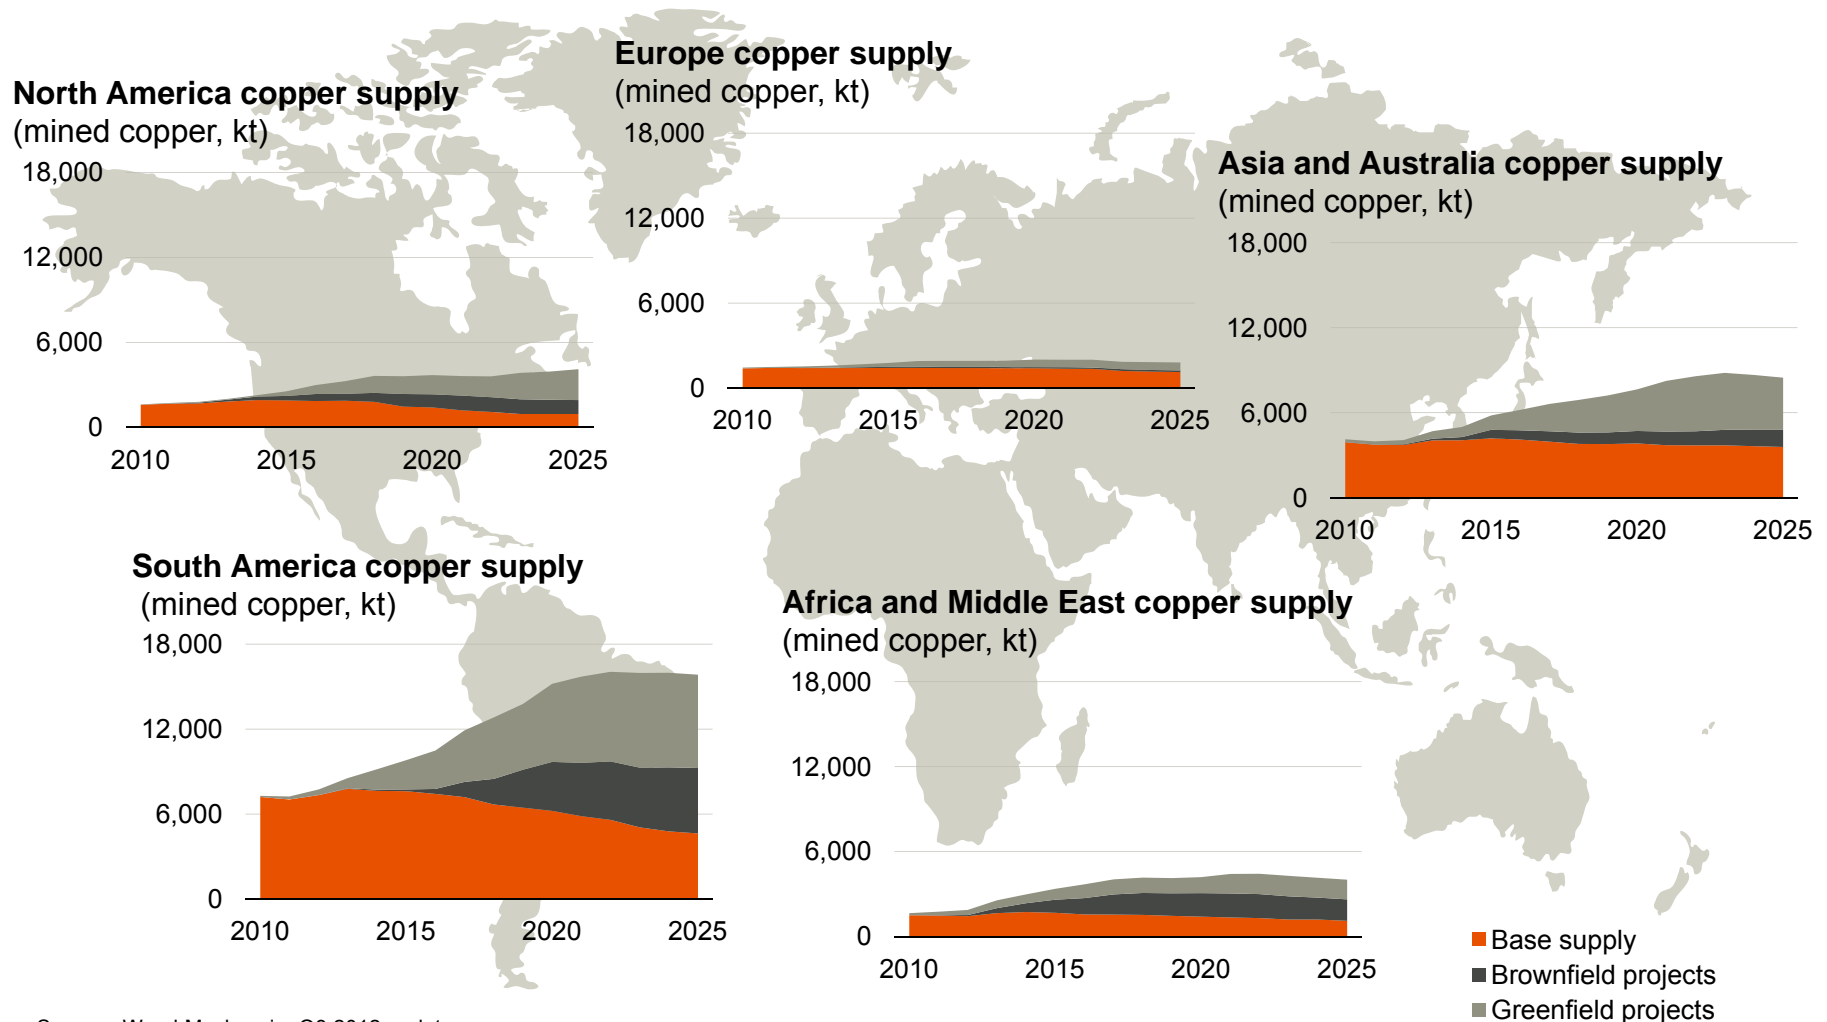 Europe copper supply
(mined copper, kt)
18,000
12,000
6,000
0
2010 2015 2020 2025
North America copper supply
(mined copper, kt)
18,000
12,000
6,000
0
2010 2015 2020 2025
Asia and Australia copper supply
(mined copper, kt)
18,000
12,000
6,000
0
2010 2015 2020 2025
South America copper supply
(mined copper, kt)
18,000
12,000
6,000
0
2010 2015 2020 2025
Africa and Middle East copper supply
(mined copper, kt)
18,000
12,000
6,000
0
2010 2015 2020 2025
Base supply
Brownfield projects
Greenfield projects